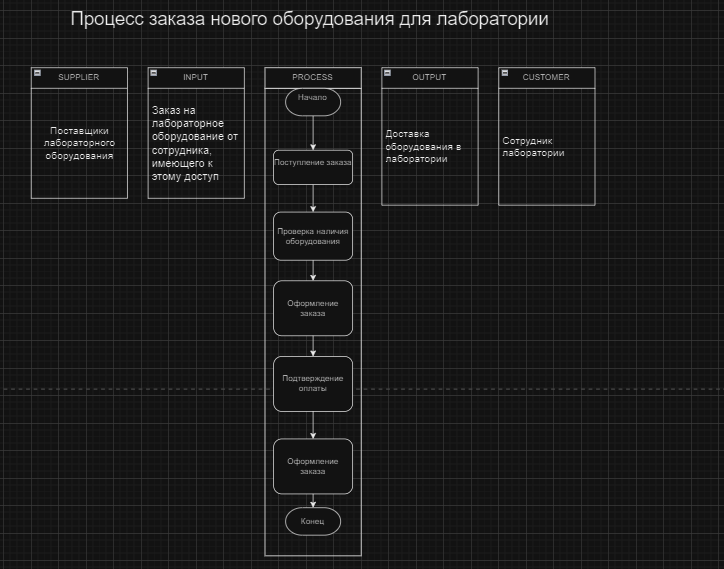 Процесс заказа нового оборудования для лаборатории
SUPPLIER
Поставщики
лабораторного
оборудования
INPUT
Заказ на
лабораторное
оборудование от
сотрудника,
имеющего к
этому доступ
PROCESS
Начало
Поступление заказа
Проверка наличия
оборудования
Оформление
заказа
Подтверждение
оплаты
Оформление
заказа
Конец
OUTPUT
Доставка
оборудования в
лаборатории
CUSTOMER
Сотрудник
лаборатории